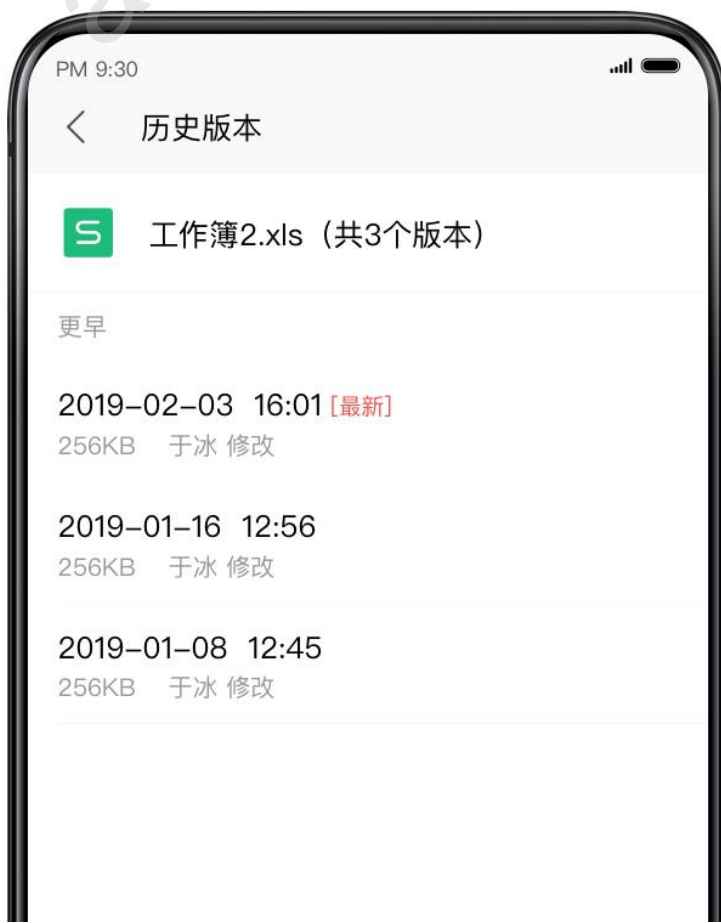 PM 9:30
历史版本
工作簿2.xls（共3个版本）
更早
2019-02-03 16:01 [最新]
256KB 于冰 修改
2019-01-16 12:56
256KB 于冰 修改
2019-01-08 12:45
256KB 于冰 修改